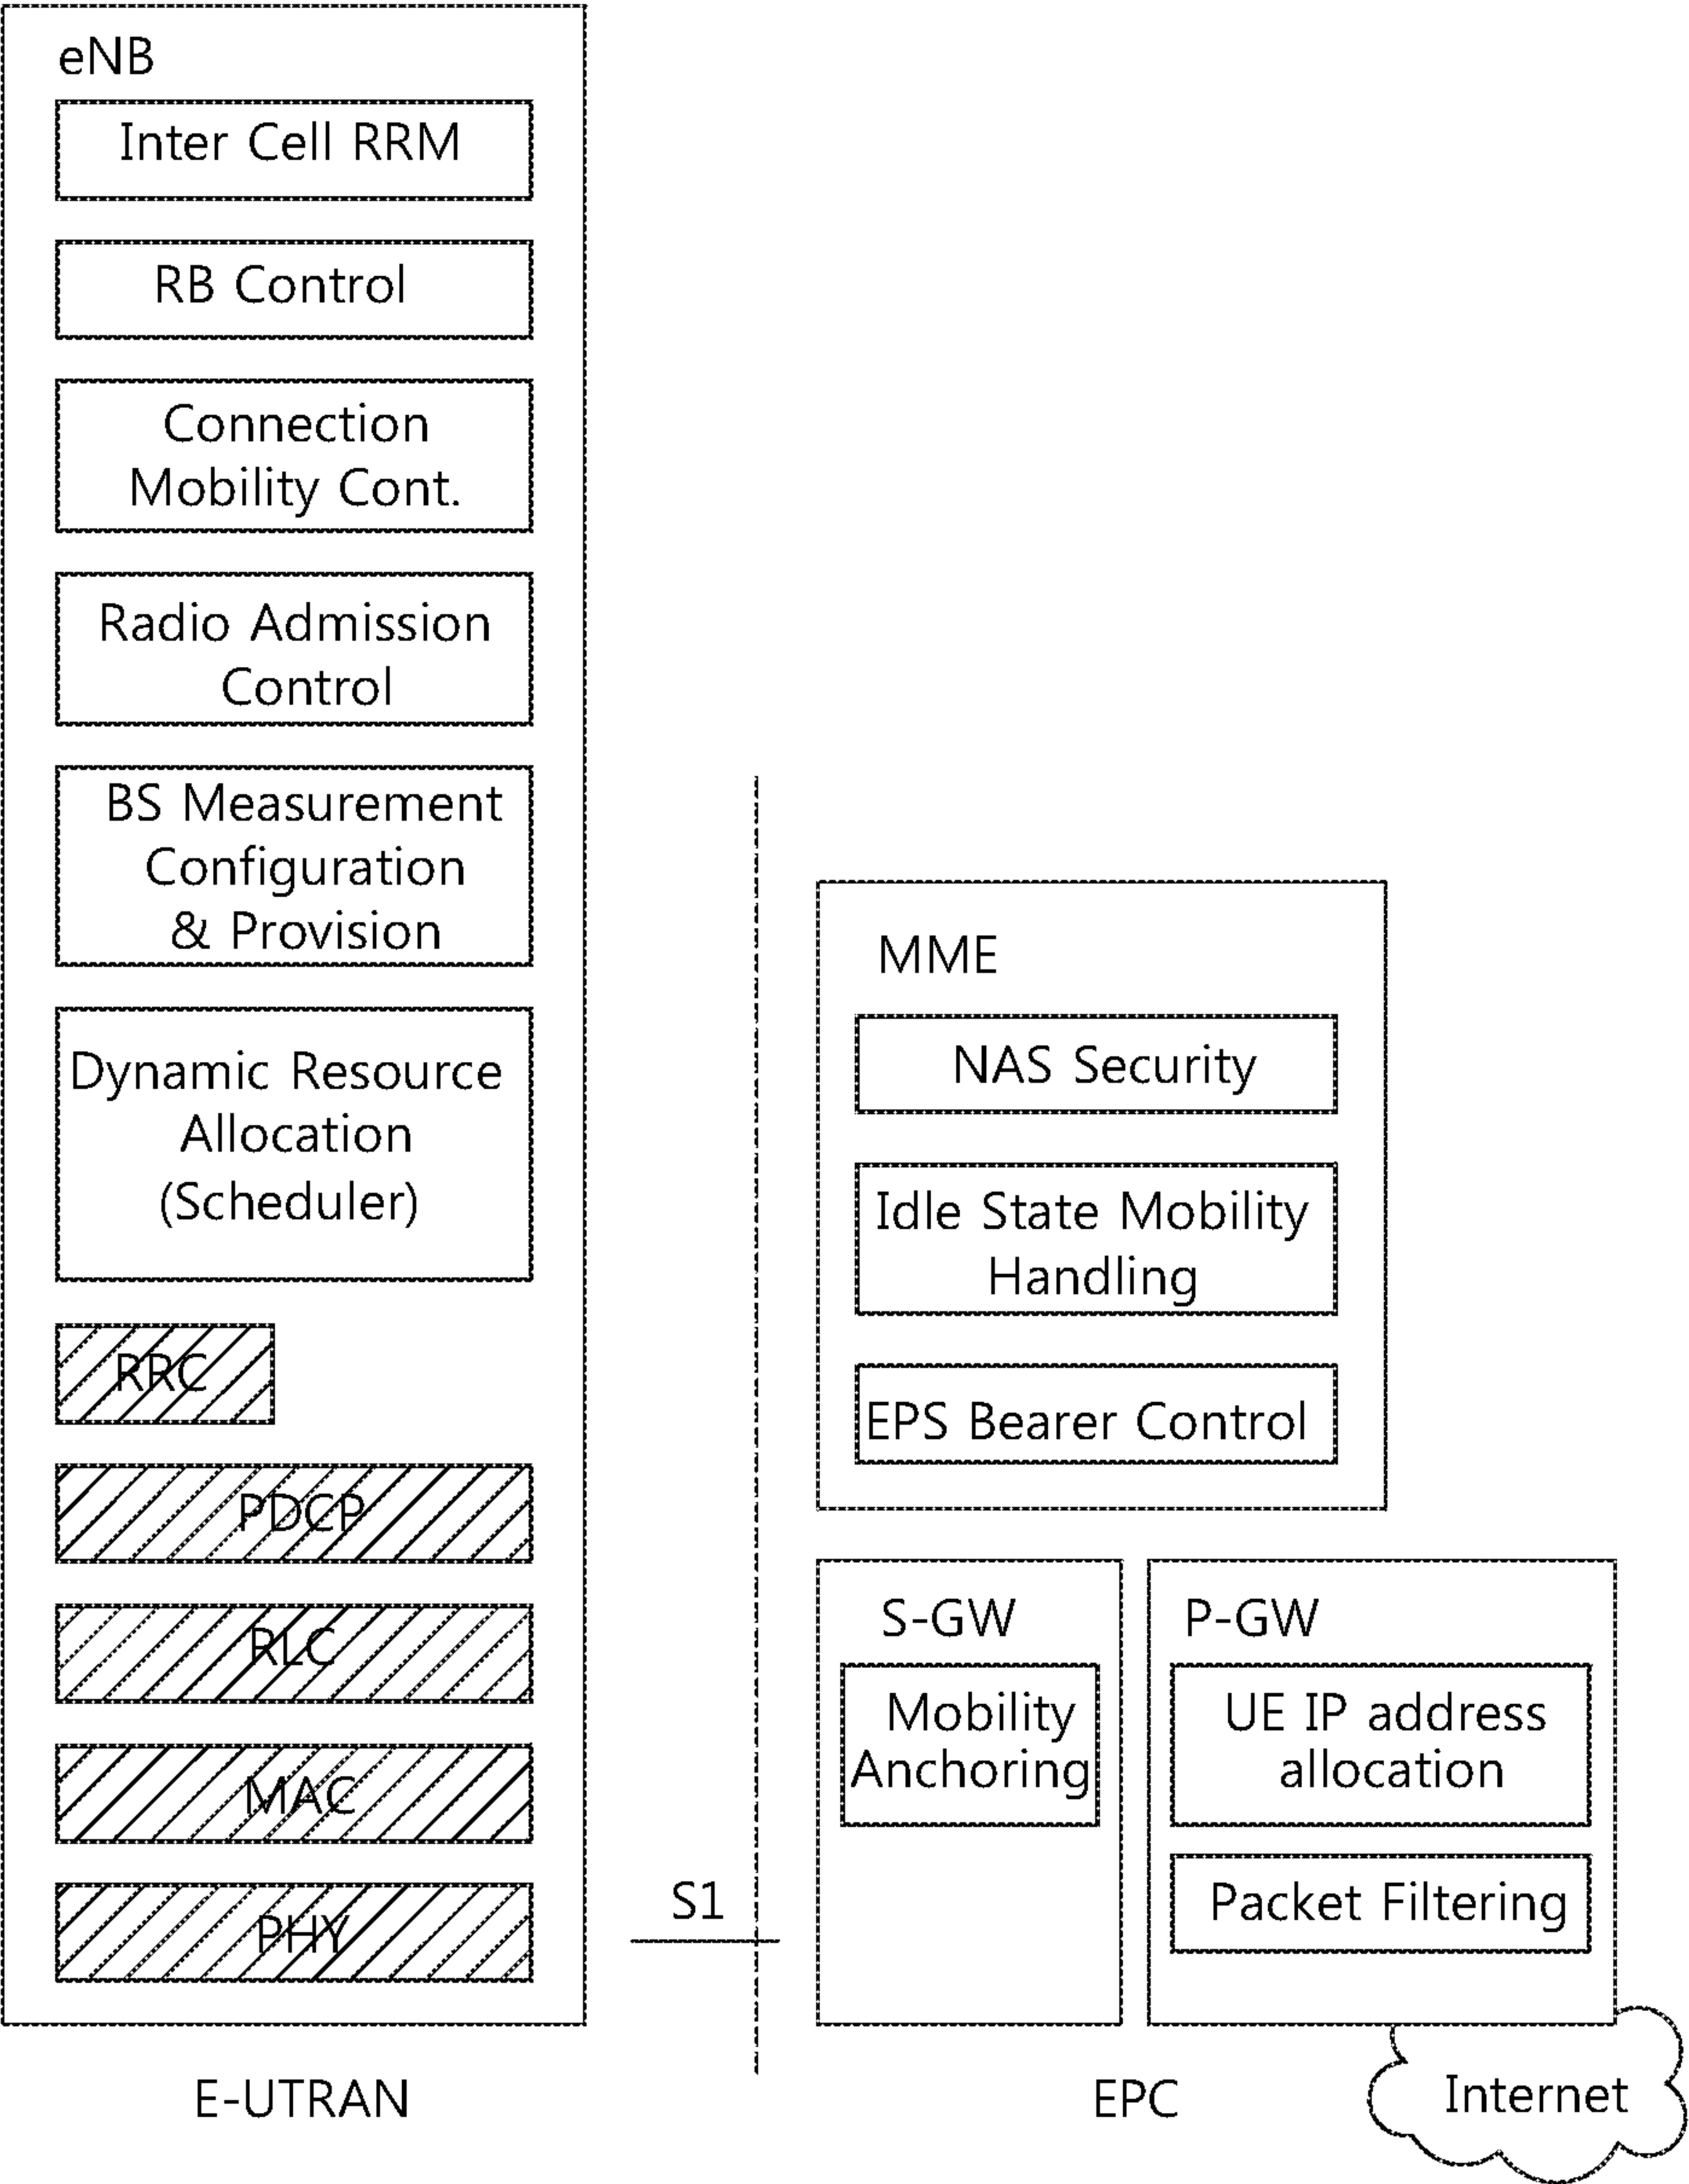 eNB
Inter Cell RRM
RB Control
Connection
Mobility Cont.
Radio Admission
Control
BS Measurement
Configuration
& Provision
Dynamic Resource
Allocation
(Scheduler)
RRC
PDCP
RLC
MAC
PHY
S1
MME
NAS Security
Idle State Mobility
Handling
EPS Bearer Control
S-GW
Mobility
Anchoring
P-GW
UE IP address
allocation
Packet Filtering
E-UTRAN
EPC
Internet